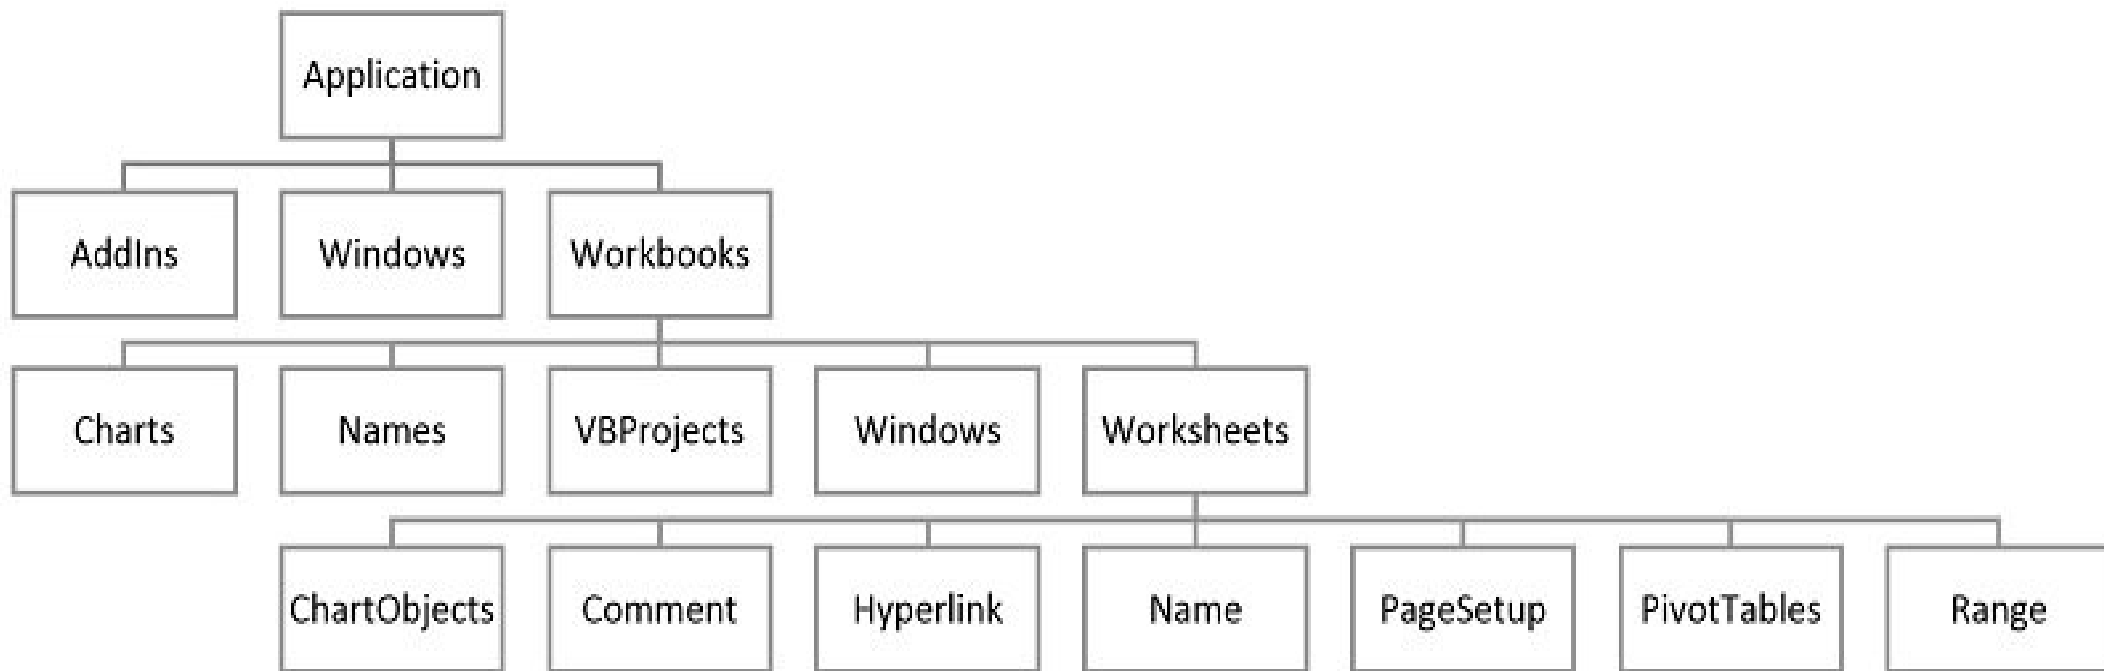 Application
AddIns
Windows
Workbooks
Charts
Names
VBProjects
Windows
Worksheets
ChartObjects
Comment
Hyperlink
Name
PageSetup
PivotTables
Range